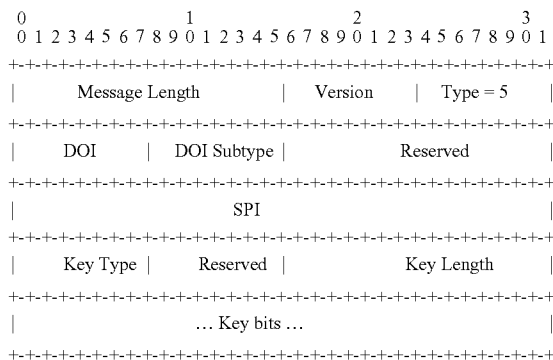 0 1 2 3
0 1 2 3 4 5 6 7 8 9 0 1 2 3 4 5 6 7 8 9 0 1 2 3 4 5 6 7 8 9 0 1
+-+-+-+-+-+-+-+-+-+-+-+-+-+-+-+-+-+-+-+-+-+-+-+-+-+-+-+-+-+-+-+-+
| Message Length | Version | Type = 5 |
+-+-+-+-+-+-+-+-+-+-+-+-+-+-+-+-+-+-+-+-+-+-+-+-+-+-+-+-+-+-+-+-+
| DOI | DOI Subtype | Reserved |
+-+-+-+-+-+-+-+-+-+-+-+-+-+-+-+-+-+-+-+-+-+-+-+-+-+-+-+-+-+-+-+-+
| SPI |
+-+-+-+-+-+-+-+-+-+-+-+-+-+-+-+-+-+-+-+-+-+-+-+-+-+-+-+-+-+-+-+-+
| Key Type | Reserved | Key Length |
+-+-+-+-+-+-+-+-+-+-+-+-+-+-+-+-+-+-+-+-+-+-+-+-+-+-+-+-+-+-+-+-+
| … Key bits … |
+-+-+-+-+-+-+-+-+-+-+-+-+-+-+-+-+-+-+-+-+-+-+-+-+-+-+-+-+-+-+-+-+